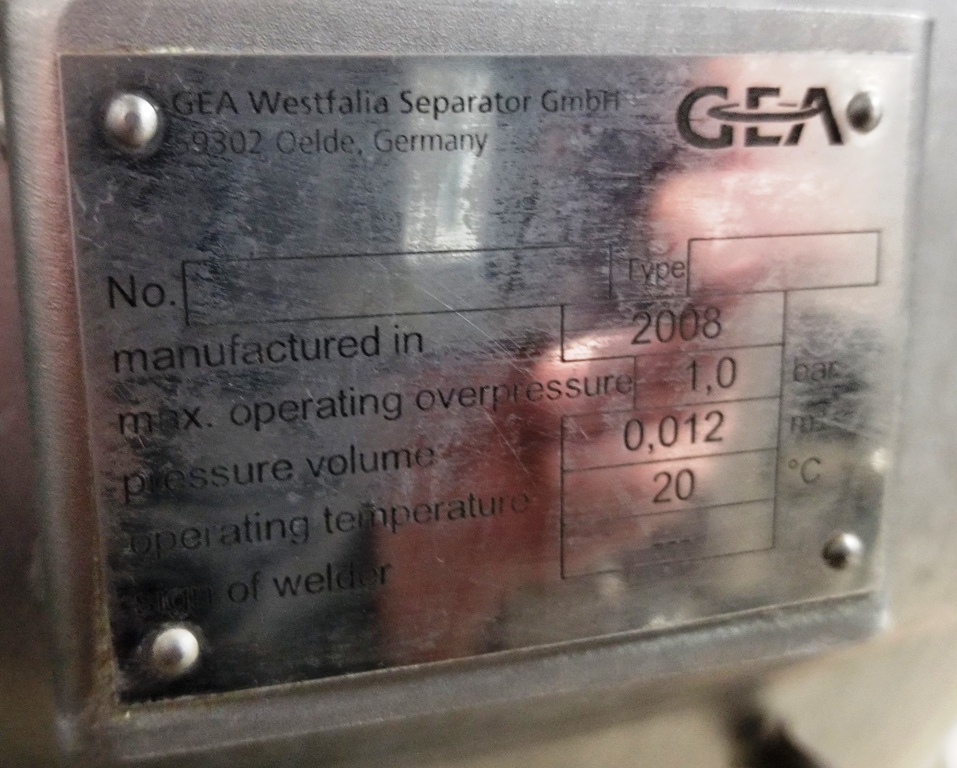 GEA Westfalia Separator GmbH
59302 Oelde, Germany
GEA
No. Type
manufactured in 2008
max. operating overpressure 1,0 bar
pressure volume 0,012
operating temperature 20 °C
sign of welder